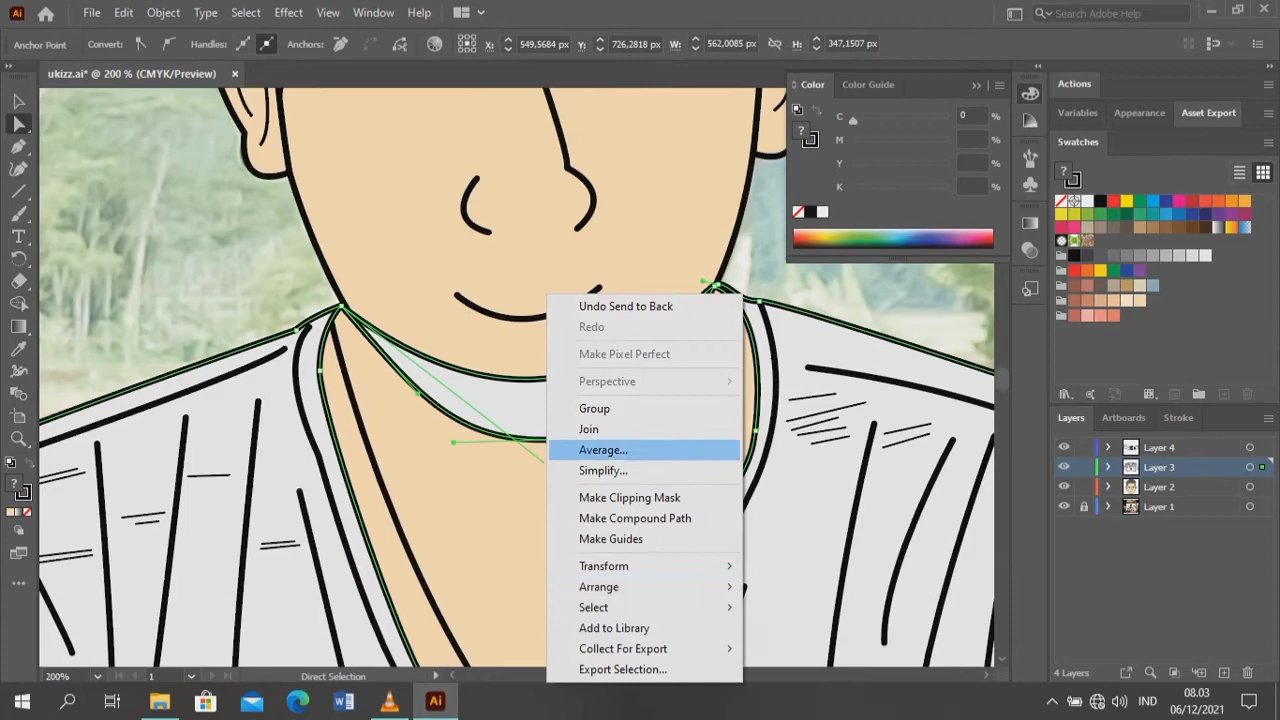 Ai File Edit Object Type Select Effect View Window Help Search Adobe Help
Anchor Point Convert: Handles: Anchors: X: 549,5684 px Y: 726,2818 px W: 562,0085 px H: 347,1507 px
ukizz.ai* @ 200 % (CMYK/Preview)
Color Color Guide
C 0 %
M %
Y %
K %
Actions
Variables Appearance Asset Export
Swatches
Undo Send to Back
Redo
Make Pixel Perfect
Perspective
Group
Join
Average...
Simplify...
Make Clipping Mask
Make Compound Path
Make Guides
Transform
Arrange
Select
Add to Library
Collect For Export
Export Selection...
Layers Artboards Stroke
Layer 4
Layer 3
Layer 2
Layer 1
4 Layers
200% 1 Direct Selection
Ai IND 08.03
06/12/2021